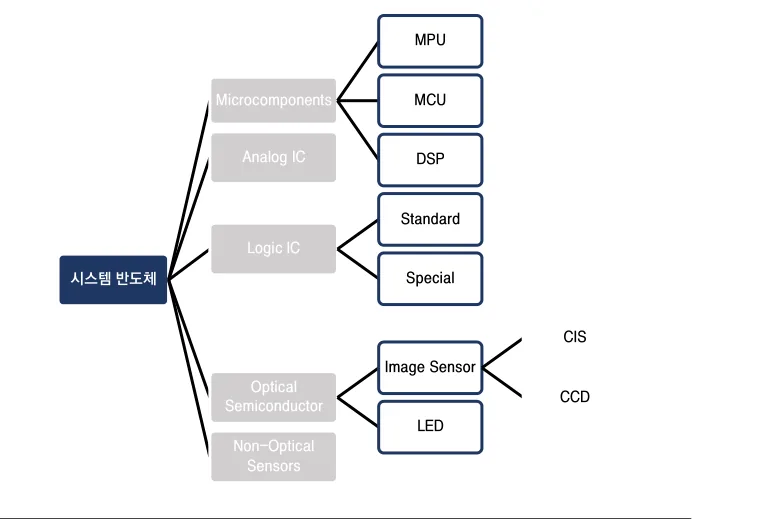 MPU
Microcomponents
MCU
Analog IC
DSP
Standard
Logic IC
시스템 반도체
Special
CIS
Image Sensor
Optical
Semiconductor
CCD
LED
Non-Optical
Sensors